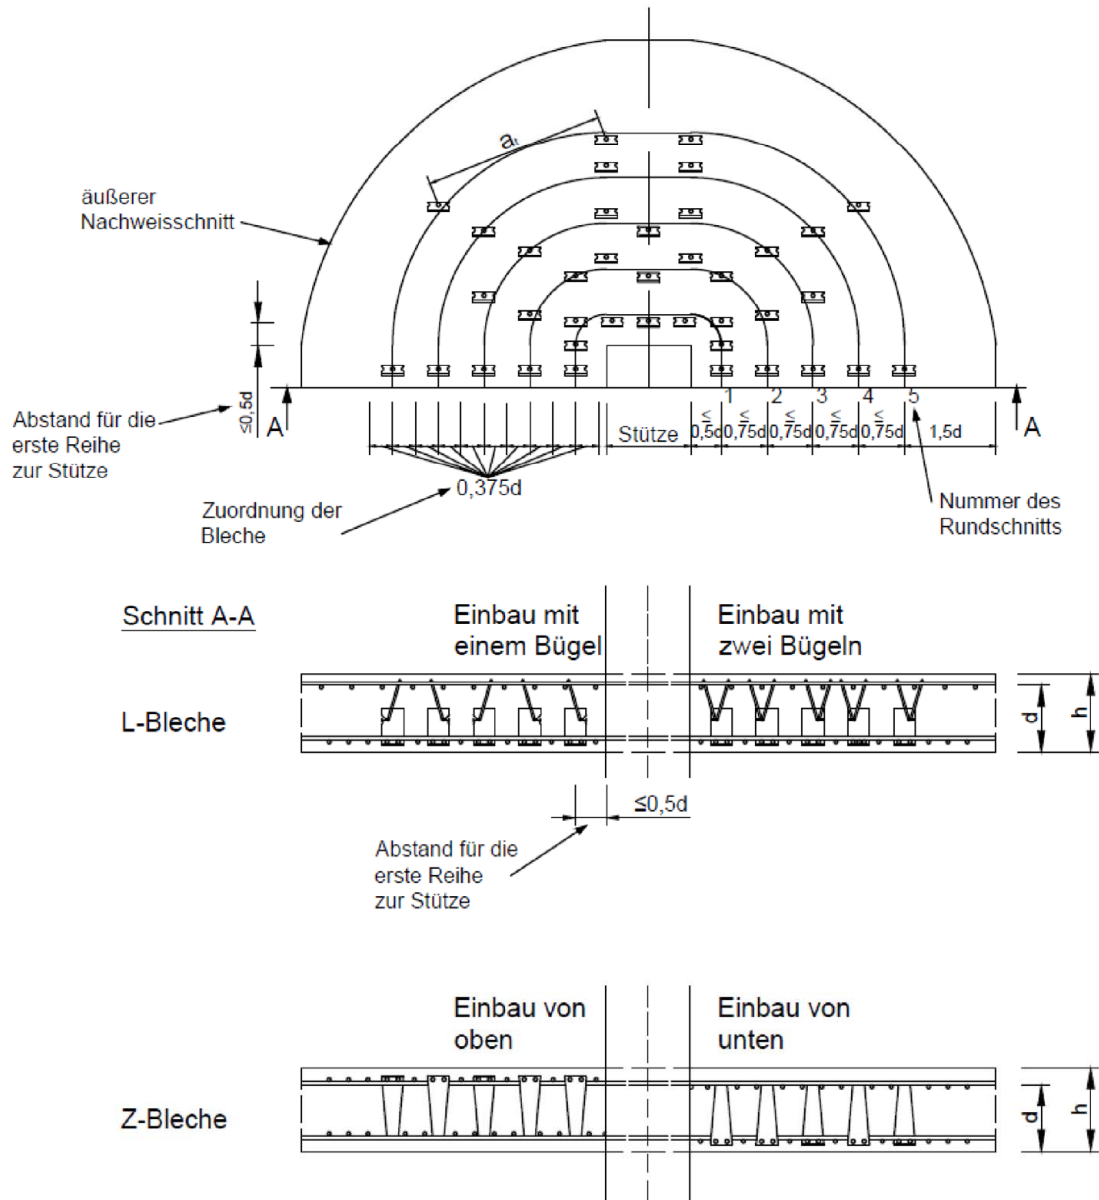 aₜ
äußerer
Nachweisschnitt
≤0,5d
Abstand für die
erste Reihe
zur Stütze
A
A
1 2 3 4 5
Stütze
≤ 0,5d
≤ 0,75d
≤ 0,75d
≤ 0,75d
≤ 0,75d
1,5d
0,375d
Zuordnung der
Bleche
Nummer des
Rundschnitts
Schnitt A-A
Einbau mit
einem Bügel
Einbau mit
zwei Bügeln
L-Bleche
d
h
≤0,5d
Abstand für die
erste Reihe
zur Stütze
Einbau von
oben
Einbau von
unten
Z-Bleche
d
h